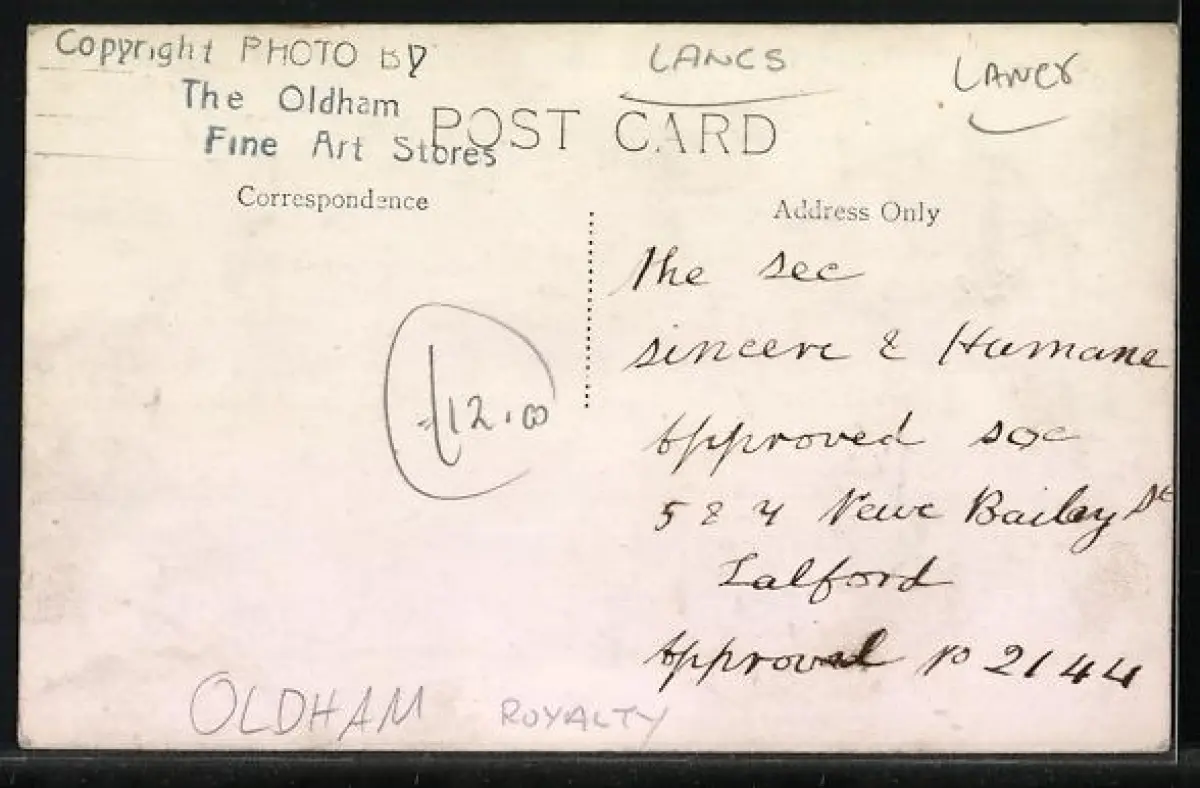 Copyright PHOTO BY
The Oldham
Fine Art Stores
LANCS
LANCS
POST CARD
Correspondence
Address Only
The Sec
Sincere & Humane
Approved Soc
5 & 7 New Bailey St
Salford
Approval No 2144
£12.00
OLDHAM
ROYALTY